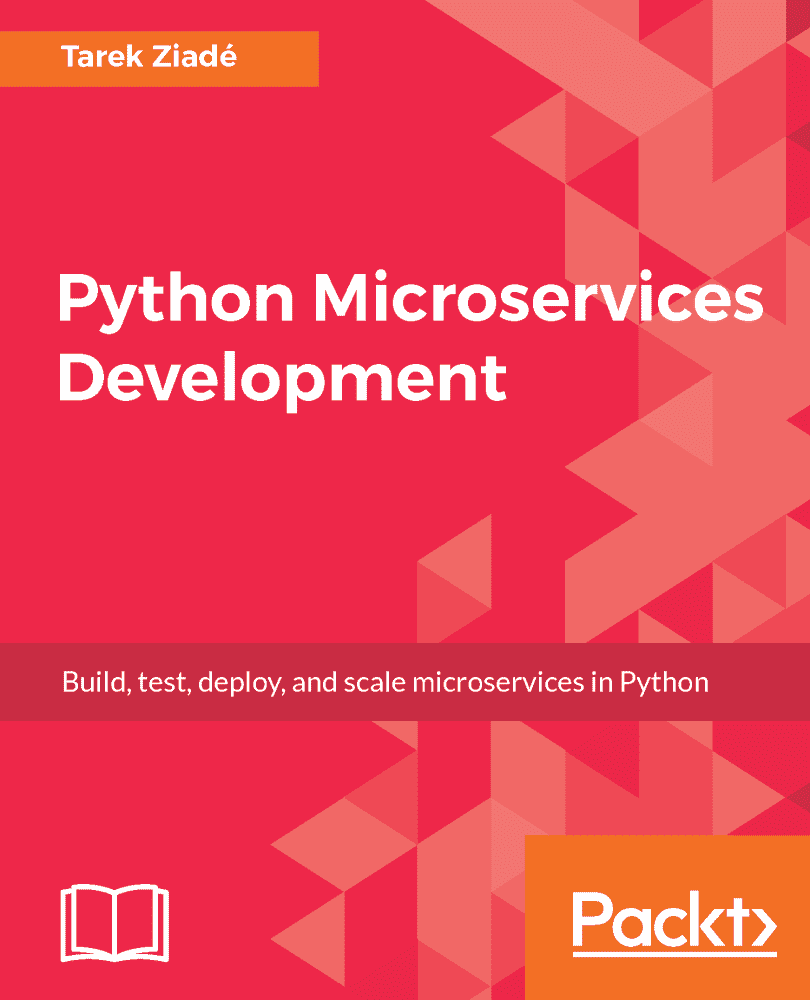 Tarek Ziadé
Python Microservices
Development
Build, test, deploy, and scale microservices in Python
Packt>